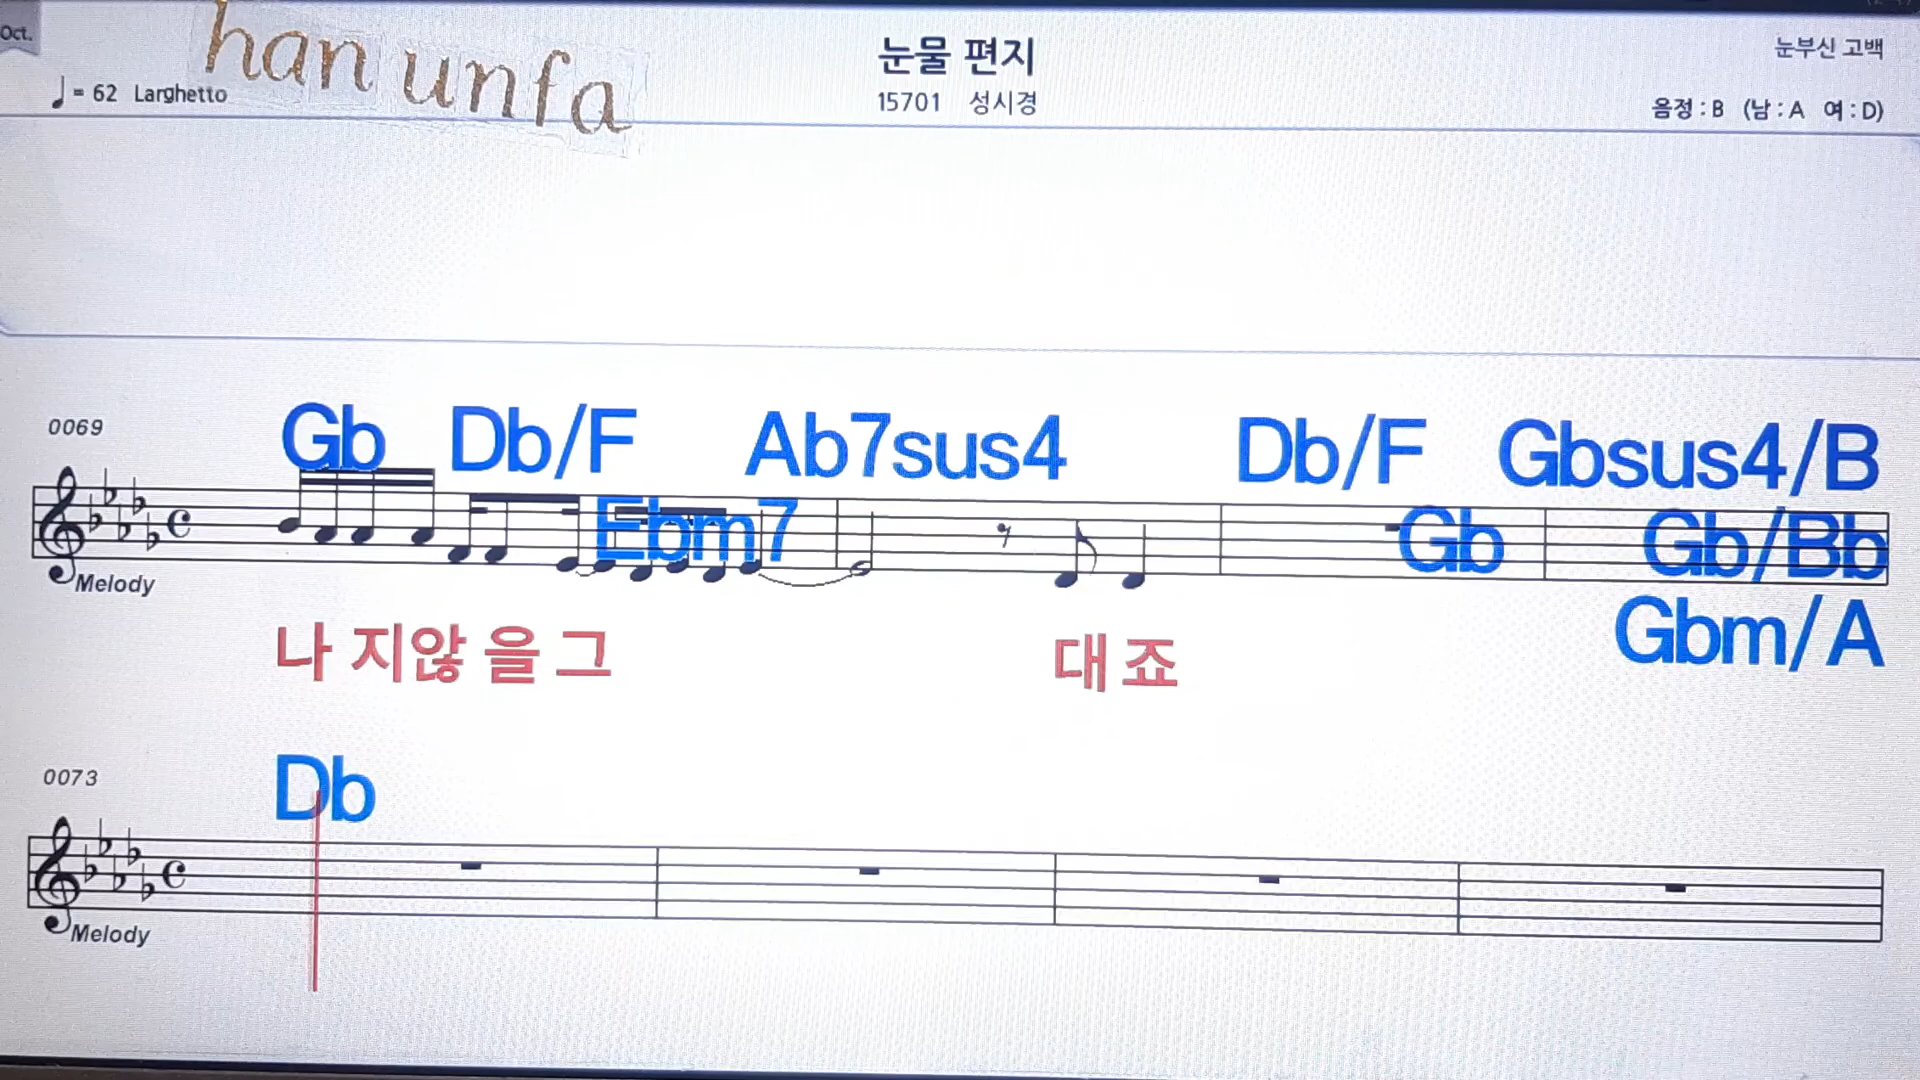 Oct.
han unfa
눈물 편지
눈부신 고백
♩= 62 Larghetto
15701 성시경
음정 : B (남 : A 여 : D)
0069
Gb Db/F Ab7sus4 Db/F Gbsus4/B
Ebm7 Gb Gb/Bb
Melody
Gbm/A
나 지않 을 그 대 죠
0073
Db
Melody